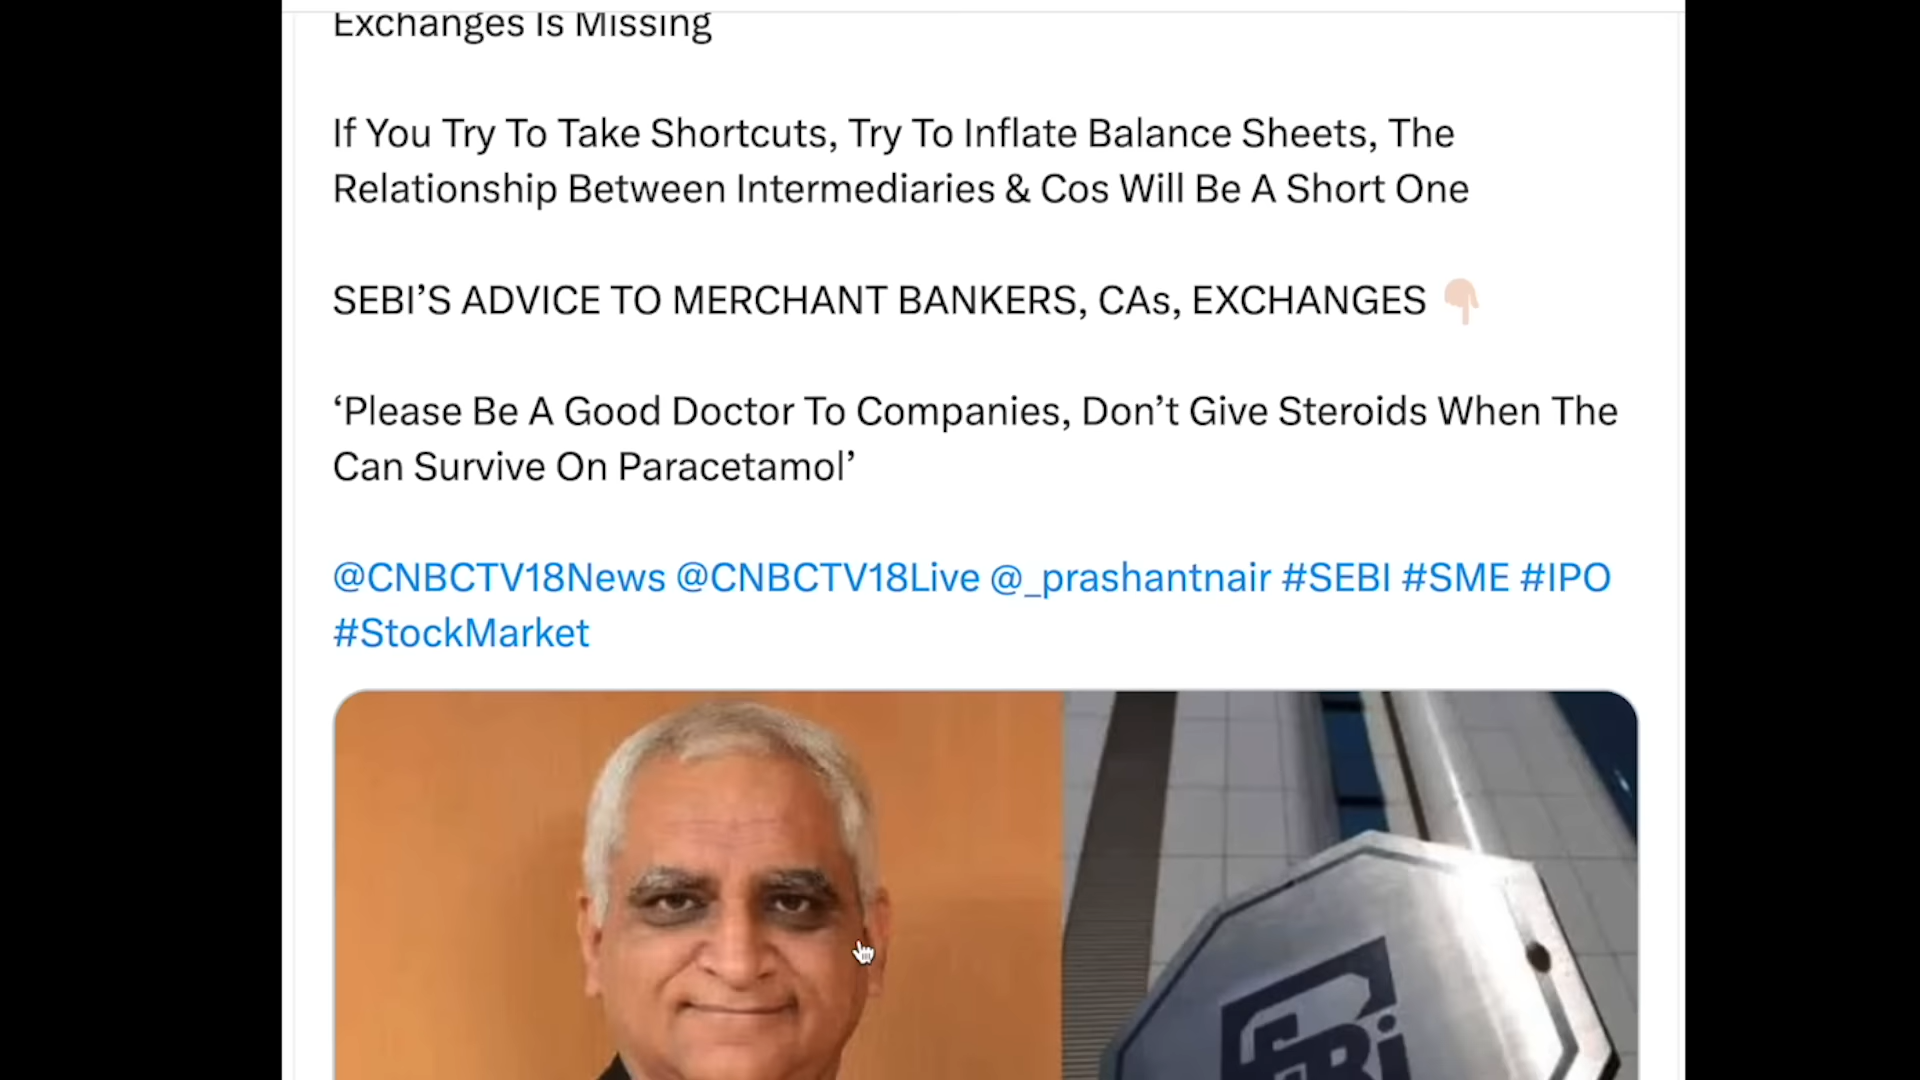 Exchanges Is Missing
If You Try To Take Shortcuts, Try To Inflate Balance Sheets, The
Relationship Between Intermediaries & Cos Will Be A Short One
SEBI’S ADVICE TO MERCHANT BANKERS, CAs, EXCHANGES 👇🏻
‘Please Be A Good Doctor To Companies, Don’t Give Steroids When The
Can Survive On Paracetamol’
@CNBCTV18News @CNBCTV18Live @_prashantnair #SEBI #SME #IPO
#StockMarket
SEBi